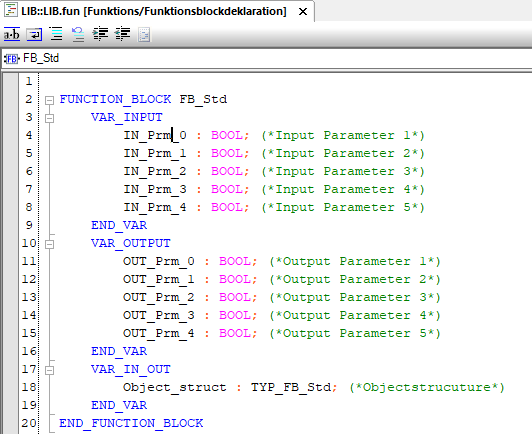 LIB::LIB.fun [Funktions/Funktionsblockdeklaration]
FB_Std
1
2 FUNCTION_BLOCK FB_Std
3 VAR_INPUT
4 IN_Prm_0 : BOOL; (*Input Parameter 1*)
5 IN_Prm_1 : BOOL; (*Input Parameter 2*)
6 IN_Prm_2 : BOOL; (*Input Parameter 3*)
7 IN_Prm_3 : BOOL; (*Input Parameter 4*)
8 IN_Prm_4 : BOOL; (*Input Parameter 5*)
9 END_VAR
10 VAR_OUTPUT
11 OUT_Prm_0 : BOOL; (*Output Parameter 1*)
12 OUT_Prm_1 : BOOL; (*Output Parameter 2*)
13 OUT_Prm_2 : BOOL; (*Output Parameter 3*)
14 OUT_Prm_3 : BOOL; (*Output Parameter 4*)
15 OUT_Prm_4 : BOOL; (*Output Parameter 5*)
16 END_VAR
17 VAR_IN_OUT
18 Object_struct : TYP_FB_Std; (*Objectstrucuture*)
19 END_VAR
20 END_FUNCTION_BLOCK